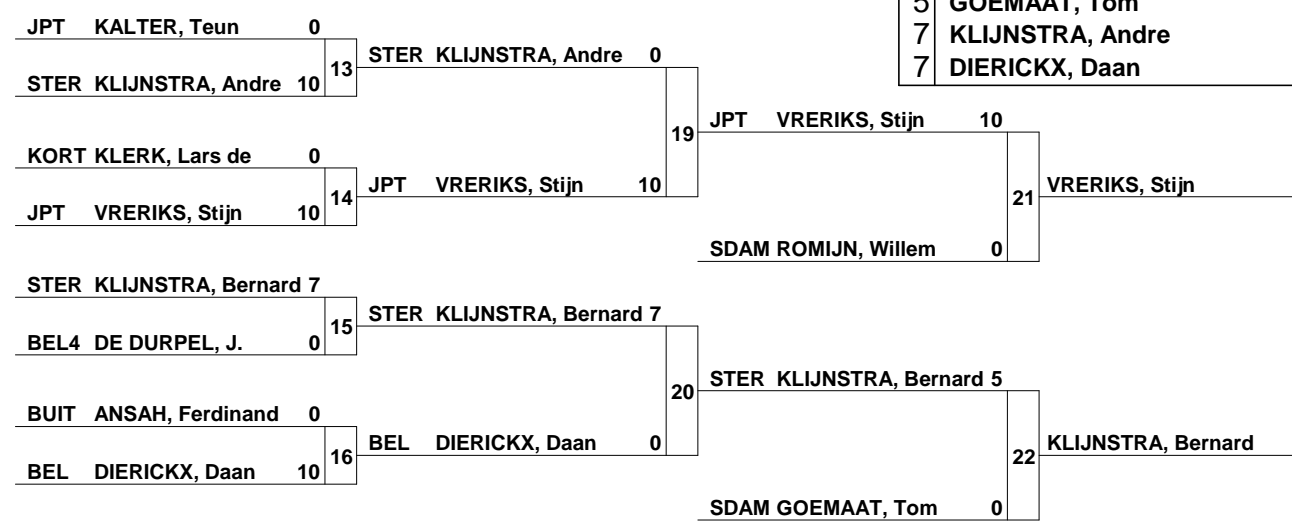 5 GOEMAAT, Tom
7 KLIJNSTRA, Andre
7 DIERICKX, Daan
JPT KALTER, Teun 0
STER KLIJNSTRA, Andre 10
13
STER KLIJNSTRA, Andre 0
KORT KLERK, Lars de 0
JPT VRERIKS, Stijn 10
14
JPT VRERIKS, Stijn 10
19
JPT VRERIKS, Stijn 10
SDAM ROMIJN, Willem 0
21
VRERIKS, Stijn
STER KLIJNSTRA, Bernard 7
BEL4 DE DURPEL, J. 0
15
STER KLIJNSTRA, Bernard 7
BUIT ANSAH, Ferdinand 0
BEL DIERICKX, Daan 10
16
BEL DIERICKX, Daan 0
20
STER KLIJNSTRA, Bernard 5
SDAM GOEMAAT, Tom 0
22
KLIJNSTRA, Bernard